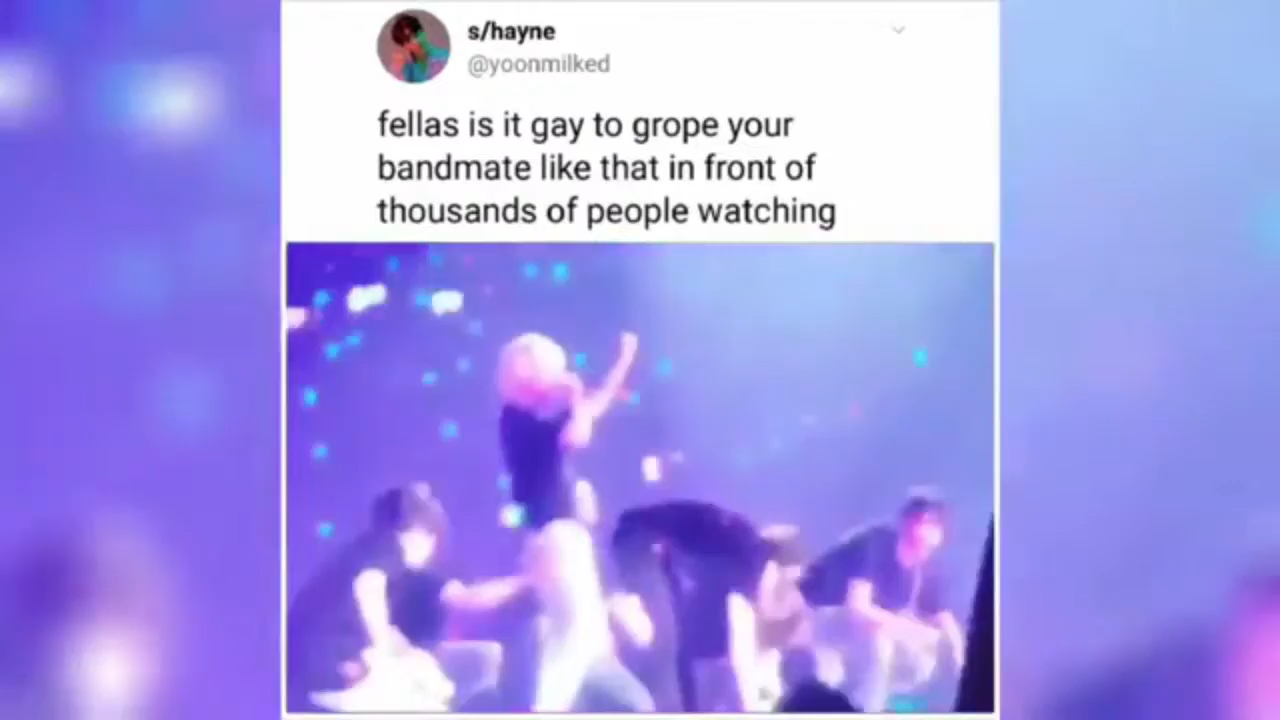 s/hayne
@yoonmilked
fellas is it gay to grope your
bandmate like that in front of
thousands of people watching